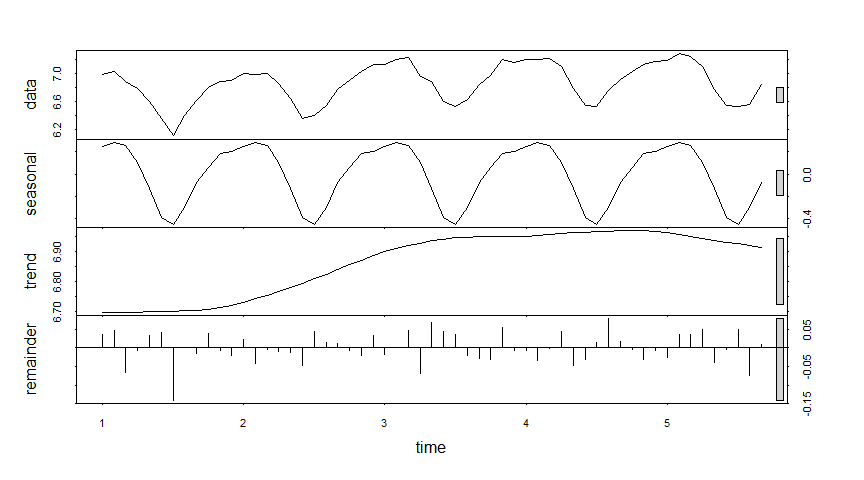 data
6.2 6.6 7.0
seasonal
-0.4 0.0
trend
6.70 6.80 6.90
remainder
-0.15 -0.05 0.05
1 2 3 4 5
time